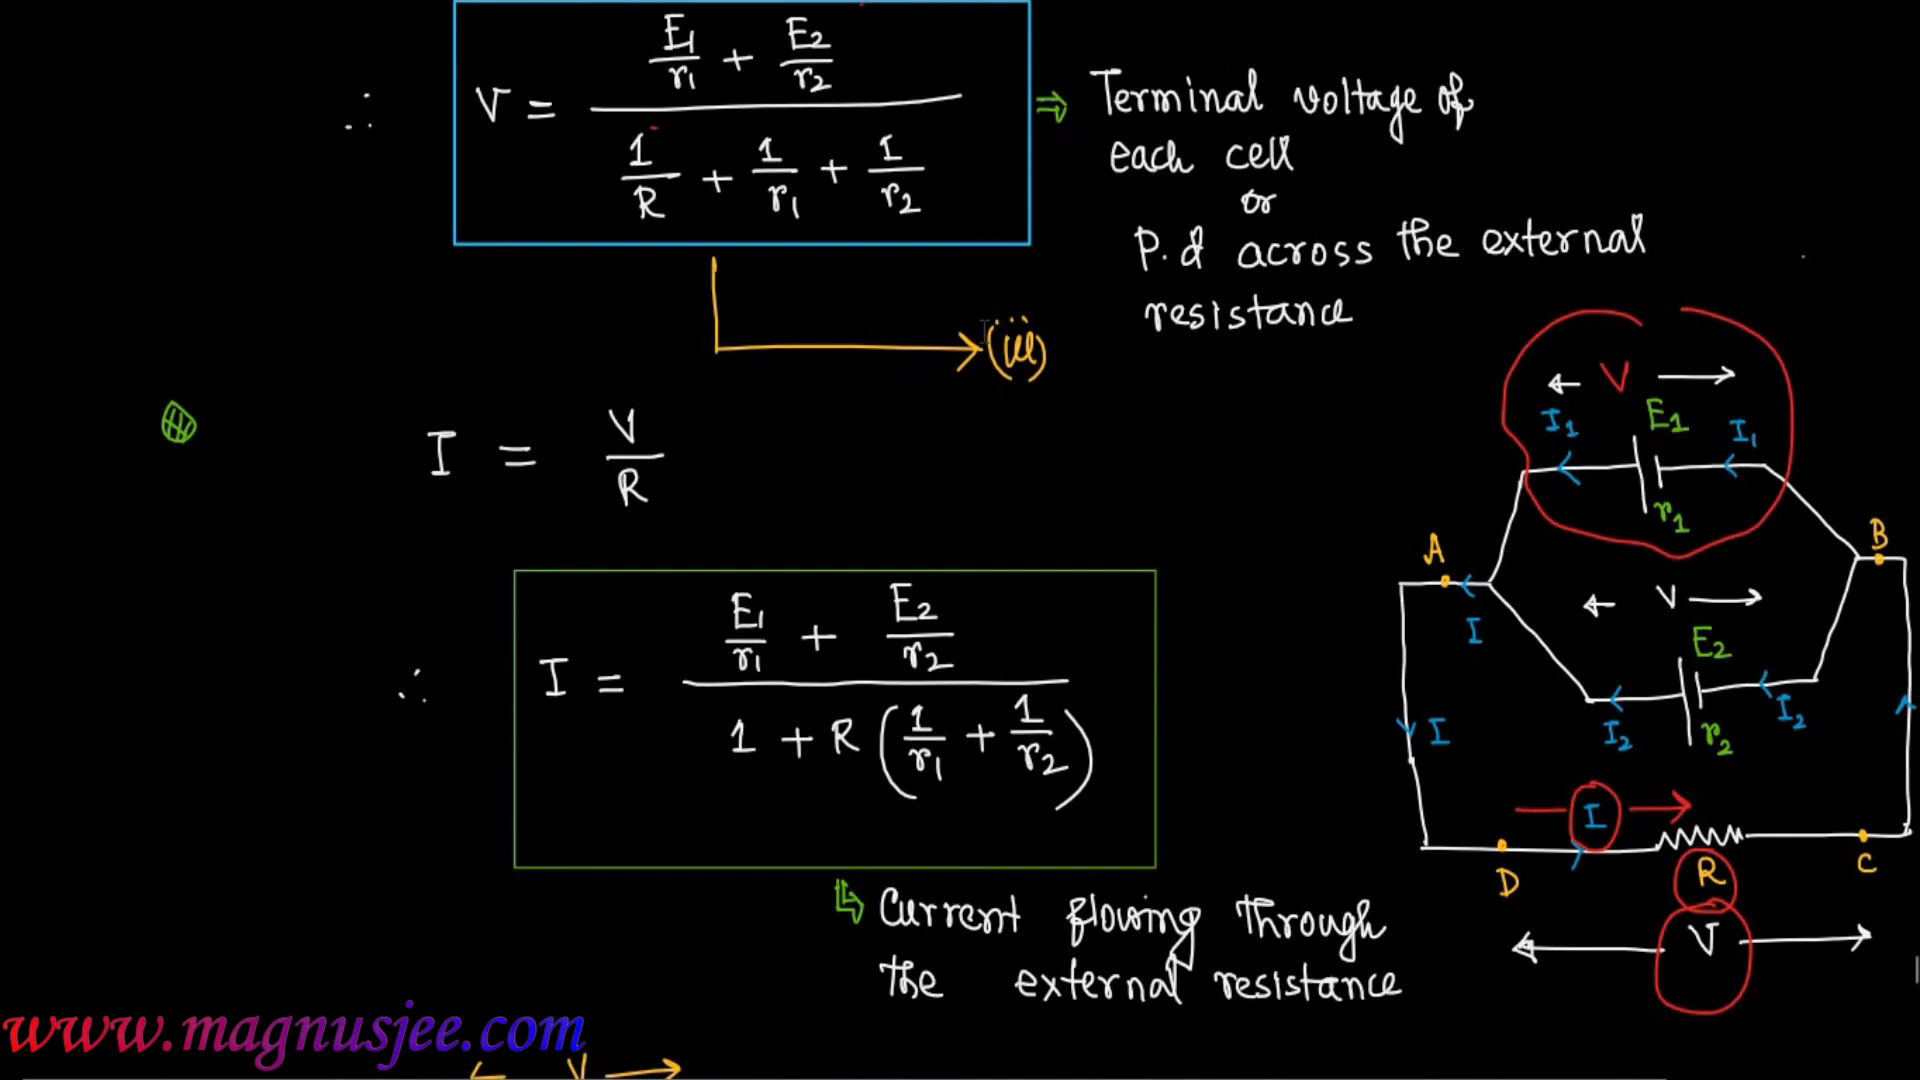 ∴ V = (E1/r1 + E2/r2) / (1/R + 1/r1 + 1/r2) ⇒ Terminal voltage of
each cell
or
P.d across the external
resistance
(iii)
I = V/R
∴ I = (E1/r1 + E2/r2) / (1 + R(1/r1 + 1/r2))
Current flowing through
the external resistance
V
I1 E1 I1
r1
A B
I V
E2
I I2 r2 I2
I
D R C
V
www.magnusjee.com
V